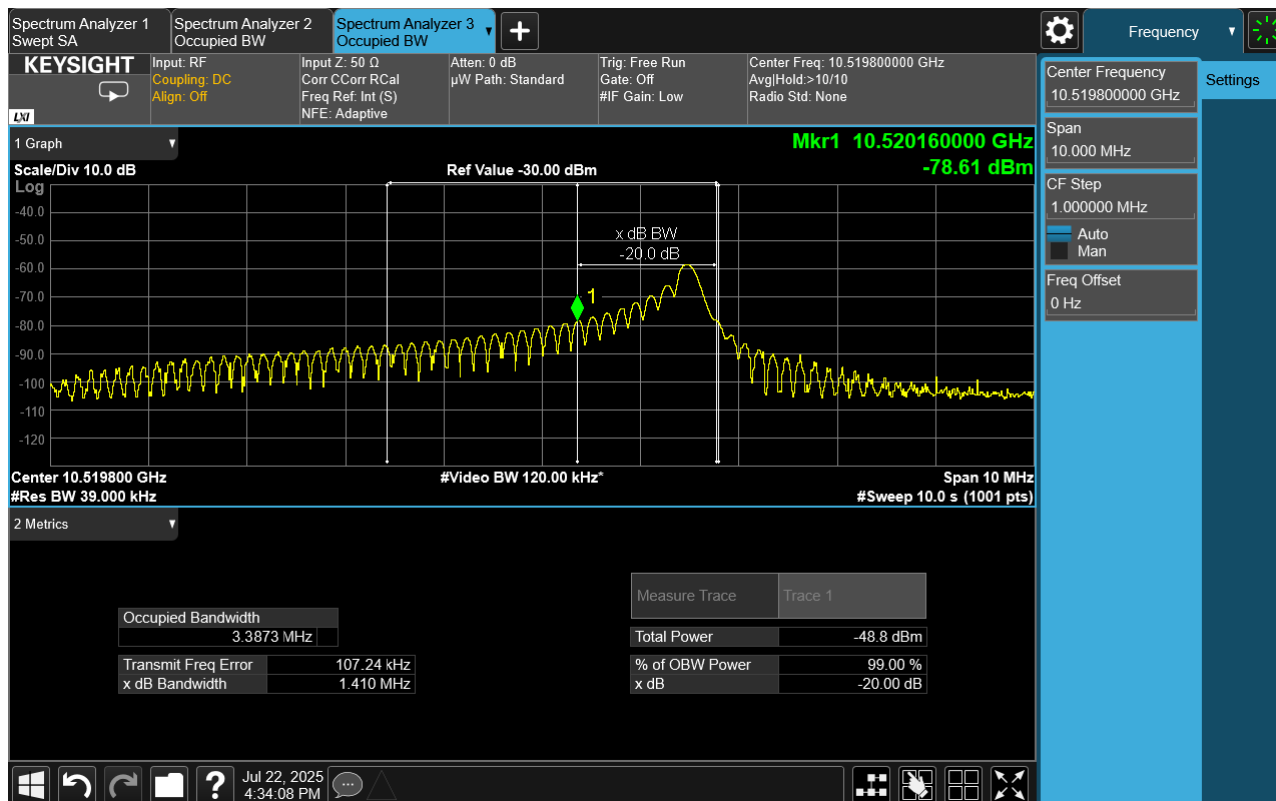 Spectrum Analyzer 1
Swept SA
Spectrum Analyzer 2
Occupied BW
Spectrum Analyzer 3
Occupied BW
Frequency
KEYSIGHT
LXI
Input: RF
Coupling: DC
Align: Off
Input Z: 50 Ω
Corr CCorr RCal
Freq Ref: Int (S)
NFE: Adaptive
Atten: 0 dB
µW Path: Standard
Trig: Free Run
Gate: Off
#IF Gain: Low
Center Freq: 10.519800000 GHz
Avg|Hold:>10/10
Radio Std: None
1 Graph
Mkr1 10.520160000 GHz
-78.61 dBm
Scale/Div 10.0 dB
Ref Value -30.00 dBm
Log
-40.0
-50.0
-60.0
-70.0
-80.0
-90.0
-100
-110
-120
x dB BW
-20.0 dB
1
Center 10.519800 GHz
#Video BW 120.00 kHz*
Span 10 MHz
#Res BW 39.000 kHz
#Sweep 10.0 s (1001 pts)
2 Metrics
Occupied Bandwidth
3.3873 MHz
Transmit Freq Error 107.24 kHz
x dB Bandwidth 1.410 MHz
Measure Trace Trace 1
Total Power -48.8 dBm
% of OBW Power 99.00 %
x dB -20.00 dB
Center Frequency
10.519800000 GHz
Settings
Span
10.000 MHz
CF Step
1.000000 MHz
Auto
Man
Freq Offset
0 Hz
?
Jul 22, 2025
4:34:08 PM